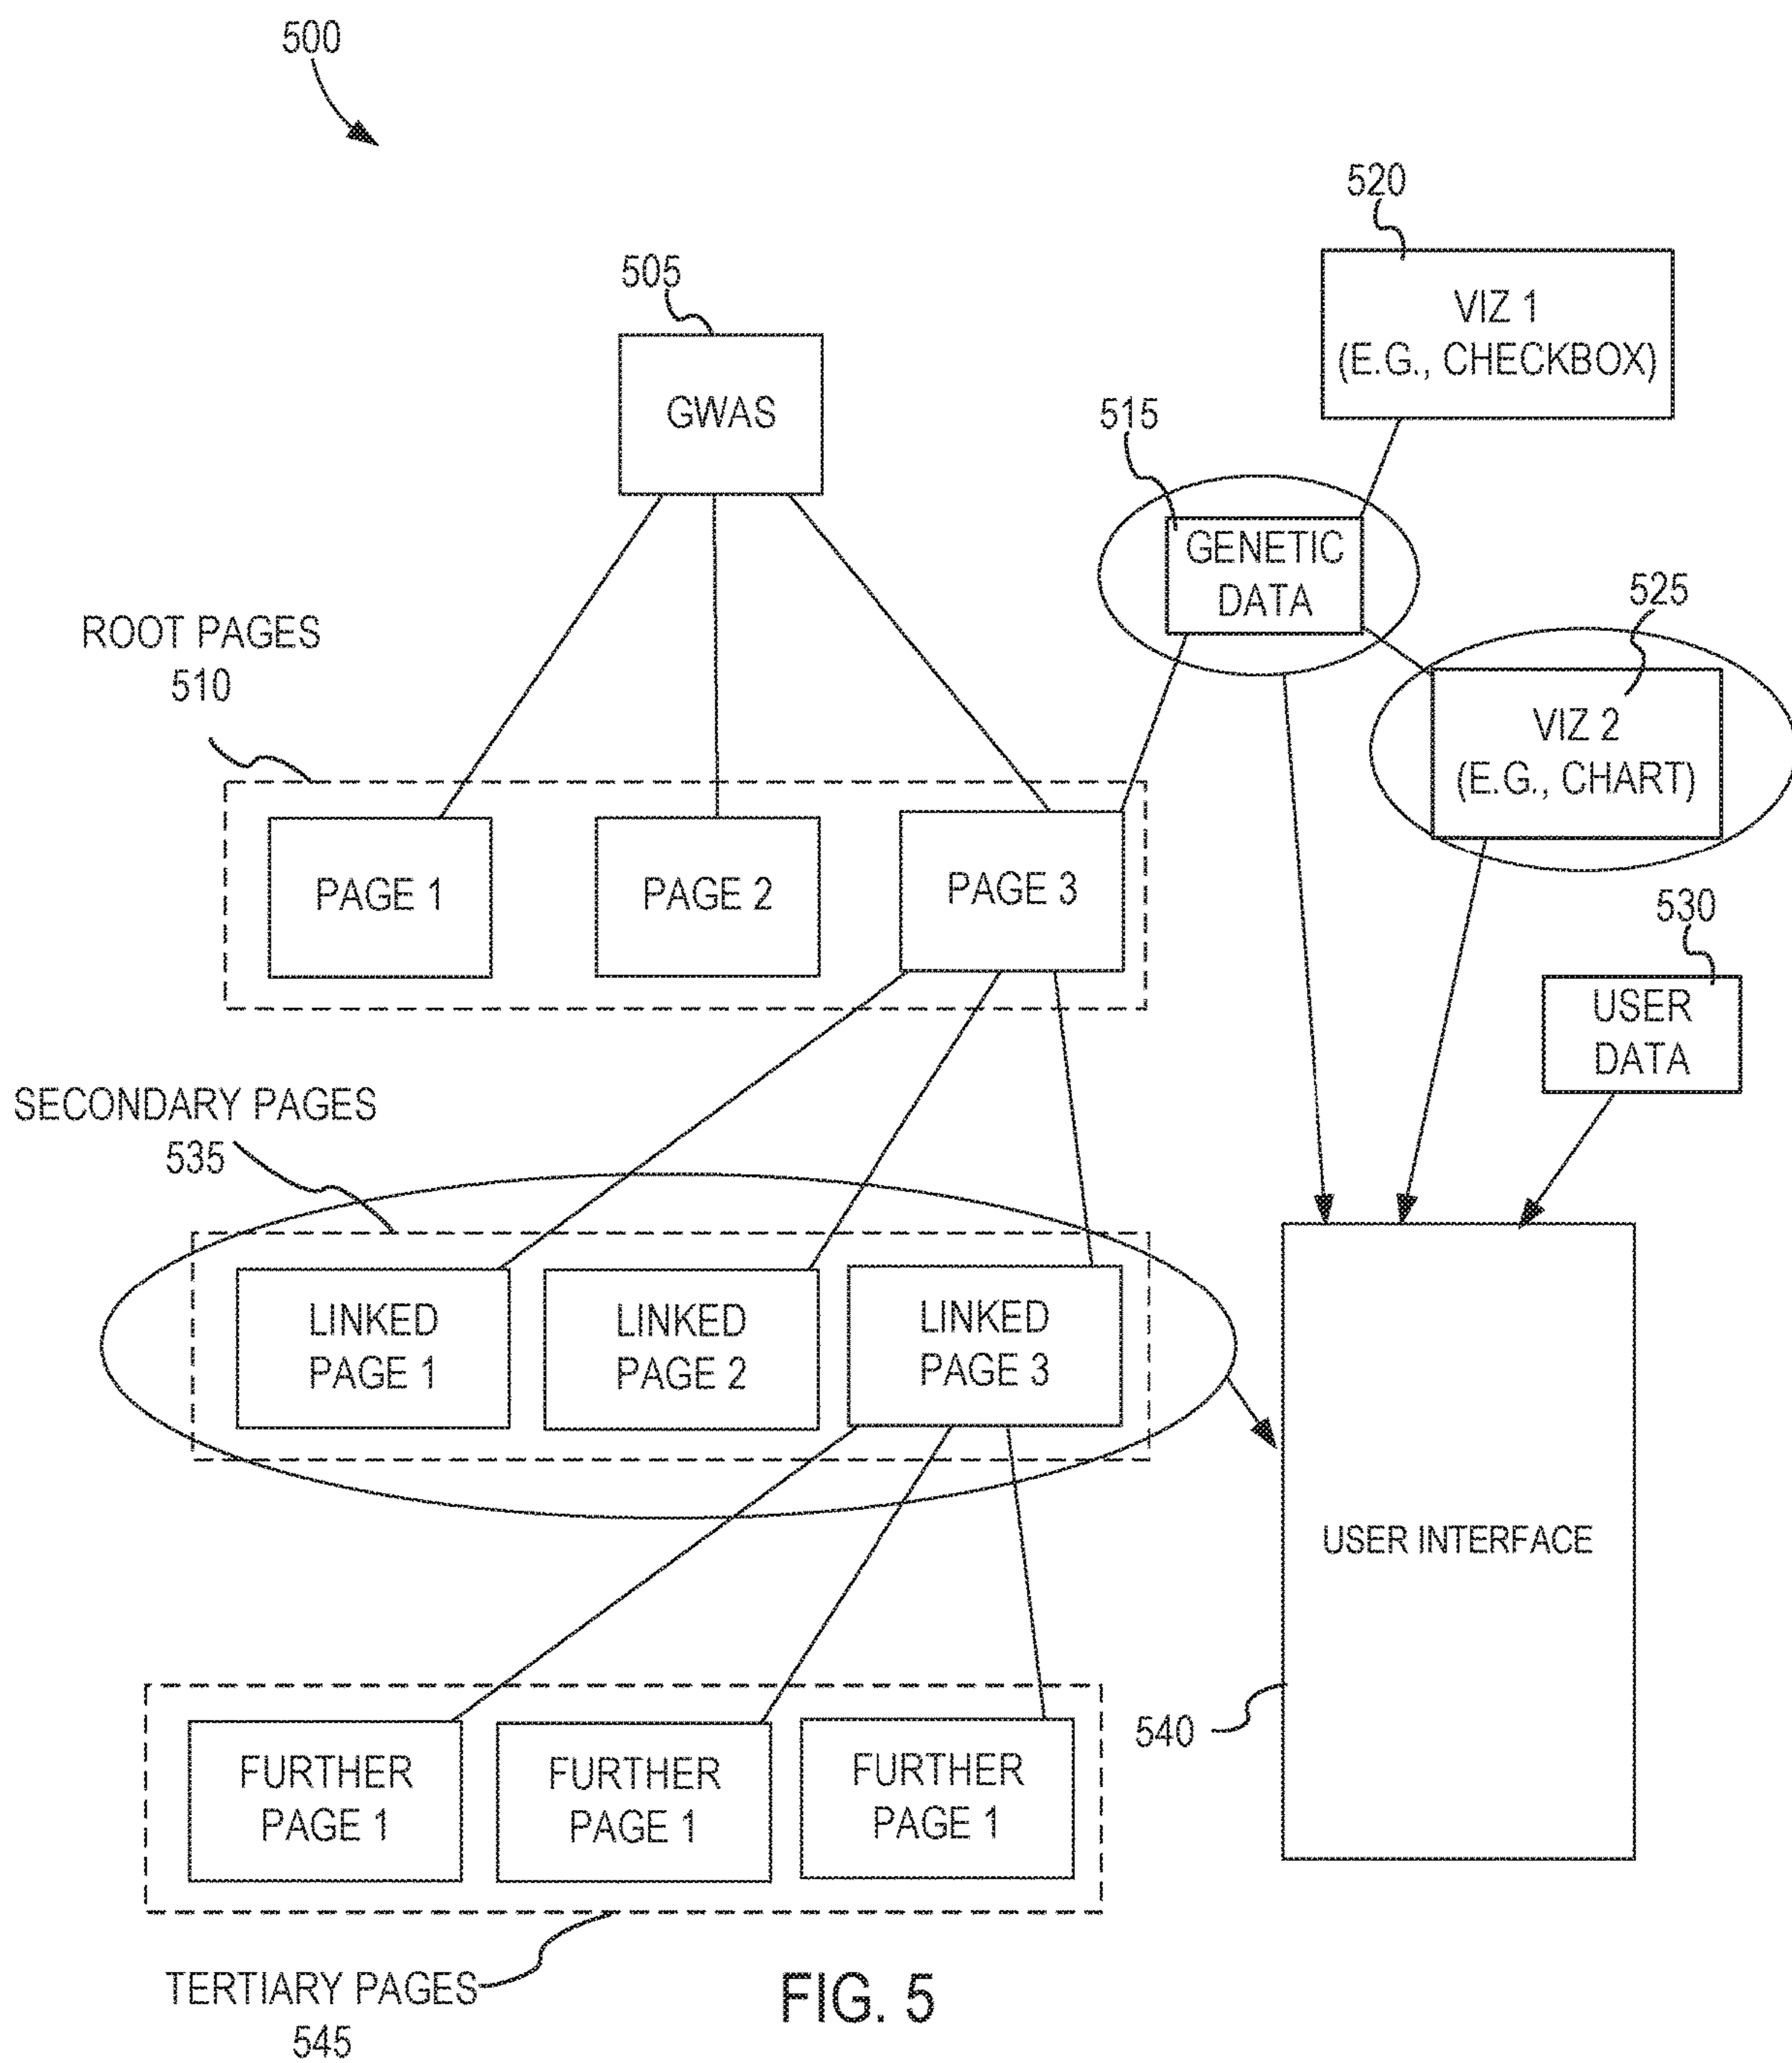 500
520
VIZ 1
(E.G., CHECKBOX)
505
GWAS
515
GENETIC
DATA
525
VIZ 2
(E.G., CHART)
ROOT PAGES
510
PAGE 1
PAGE 2
PAGE 3
530
USER
DATA
SECONDARY PAGES
535
LINKED
PAGE 1
LINKED
PAGE 2
LINKED
PAGE 3
USER INTERFACE
540
FURTHER
PAGE 1
FURTHER
PAGE 1
FURTHER
PAGE 1
TERTIARY PAGES
545
FIG. 5